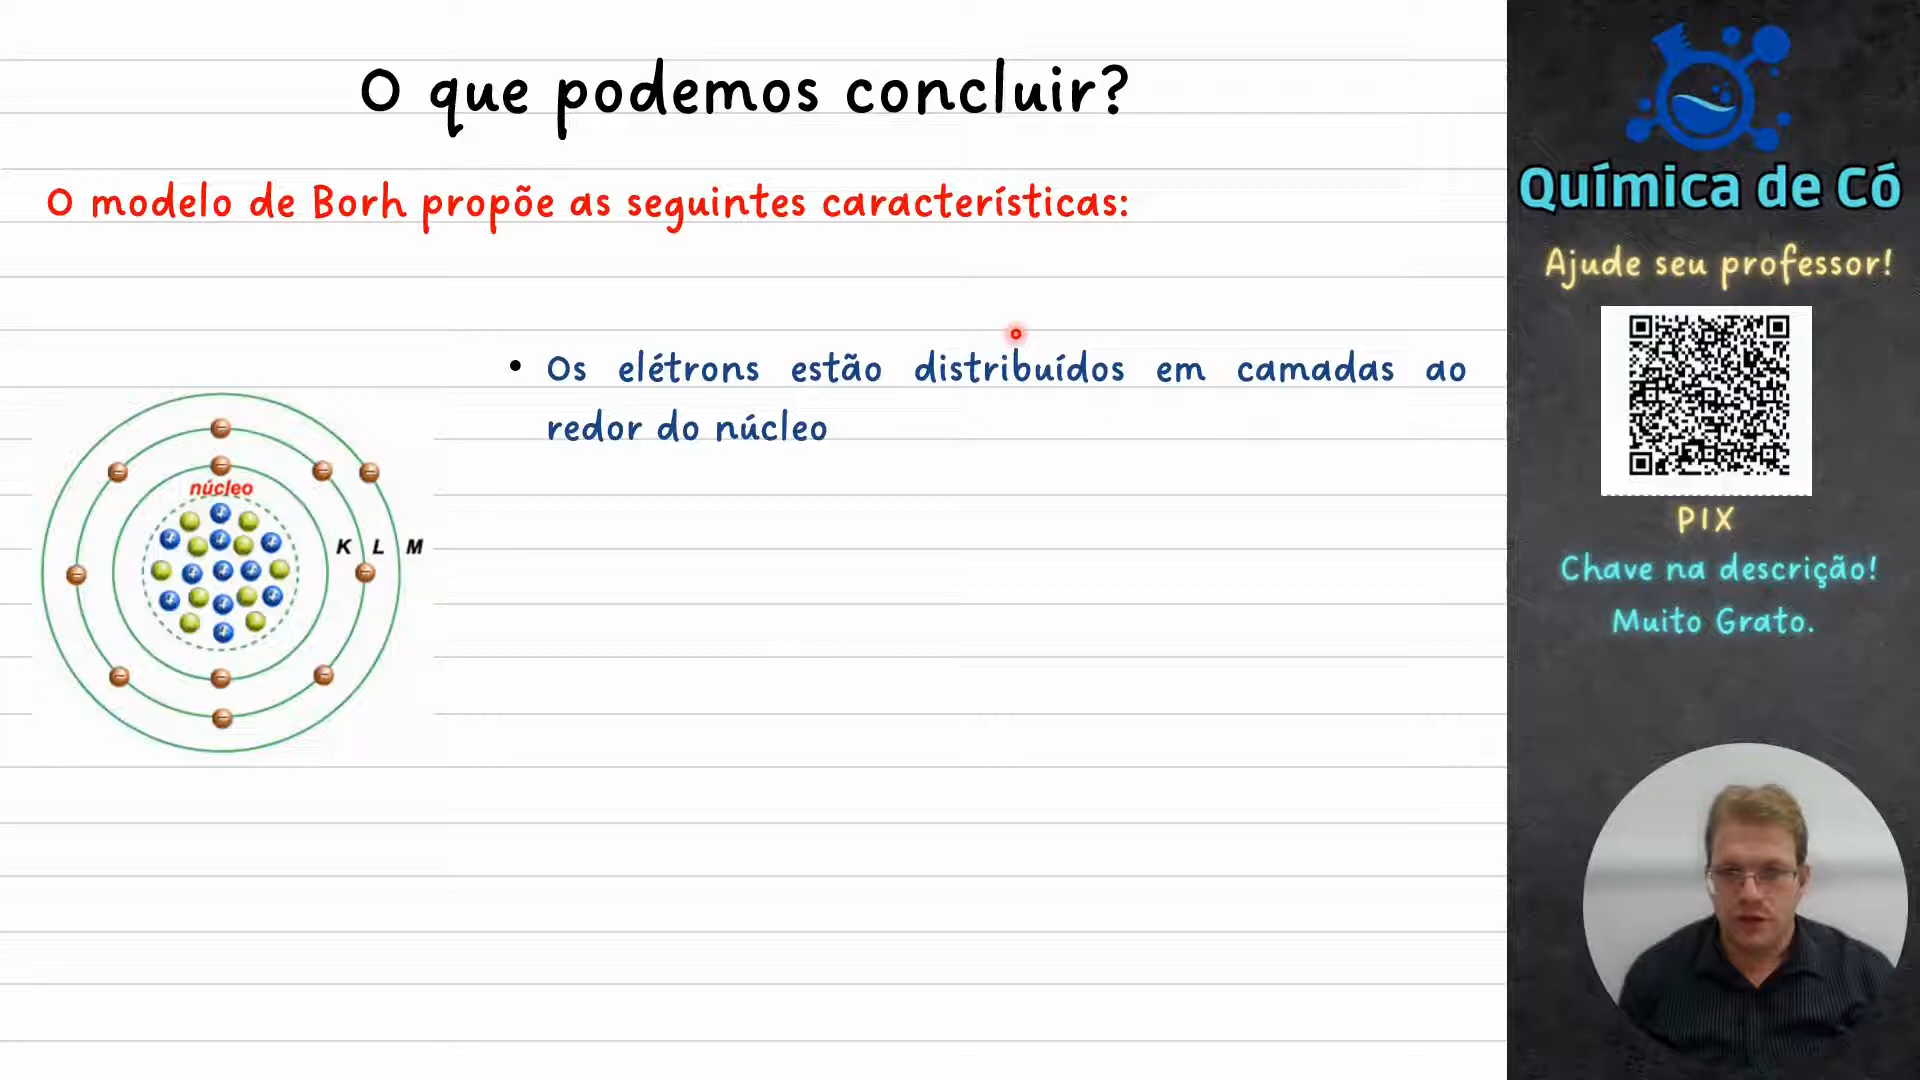 O que podemos concluir?
O modelo de Borh propõe as seguintes características:
• Os elétrons estão distribuídos em camadas ao
redor do núcleo
núcleo
K L M
Química de Có
Ajude seu professor!
PIX
Chave na descrição!
Muito Grato.